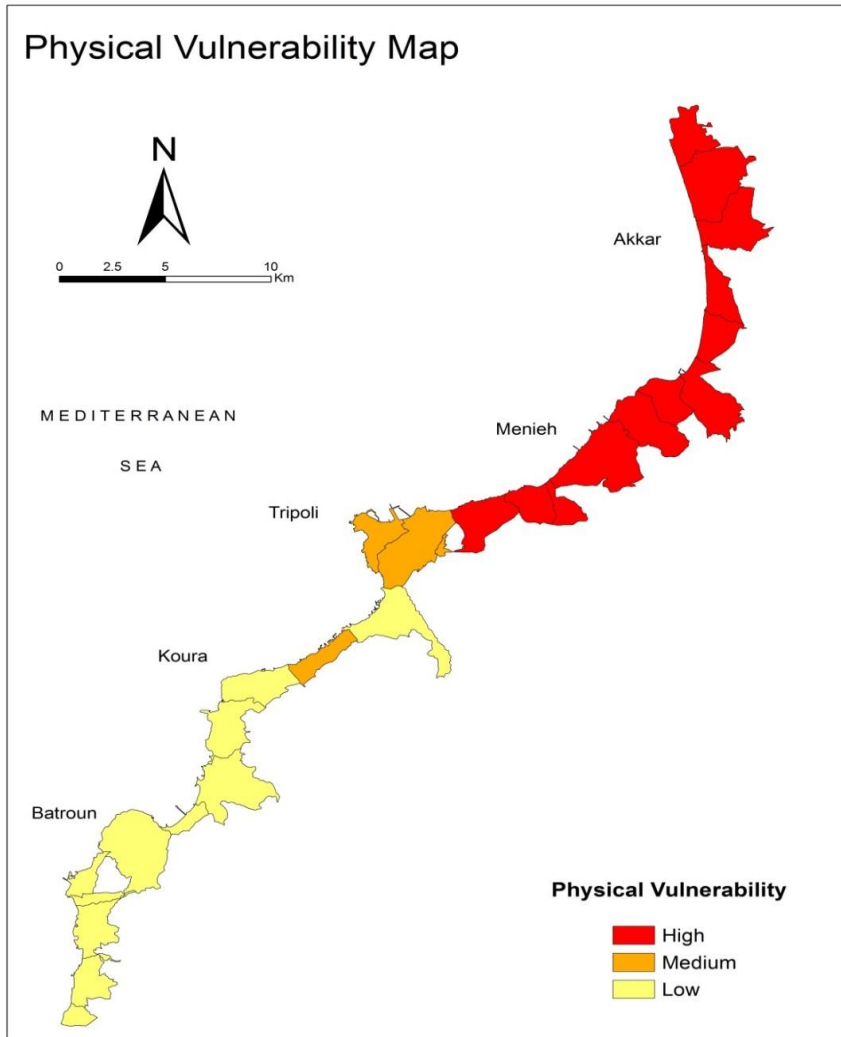 Physical Vulnerability Map
N
0 2.5 5 10
Km
Akkar
MEDITERRANEAN
SEA
Menieh
Tripoli
Koura
Batroun
Physical Vulnerability
High
Medium
Low